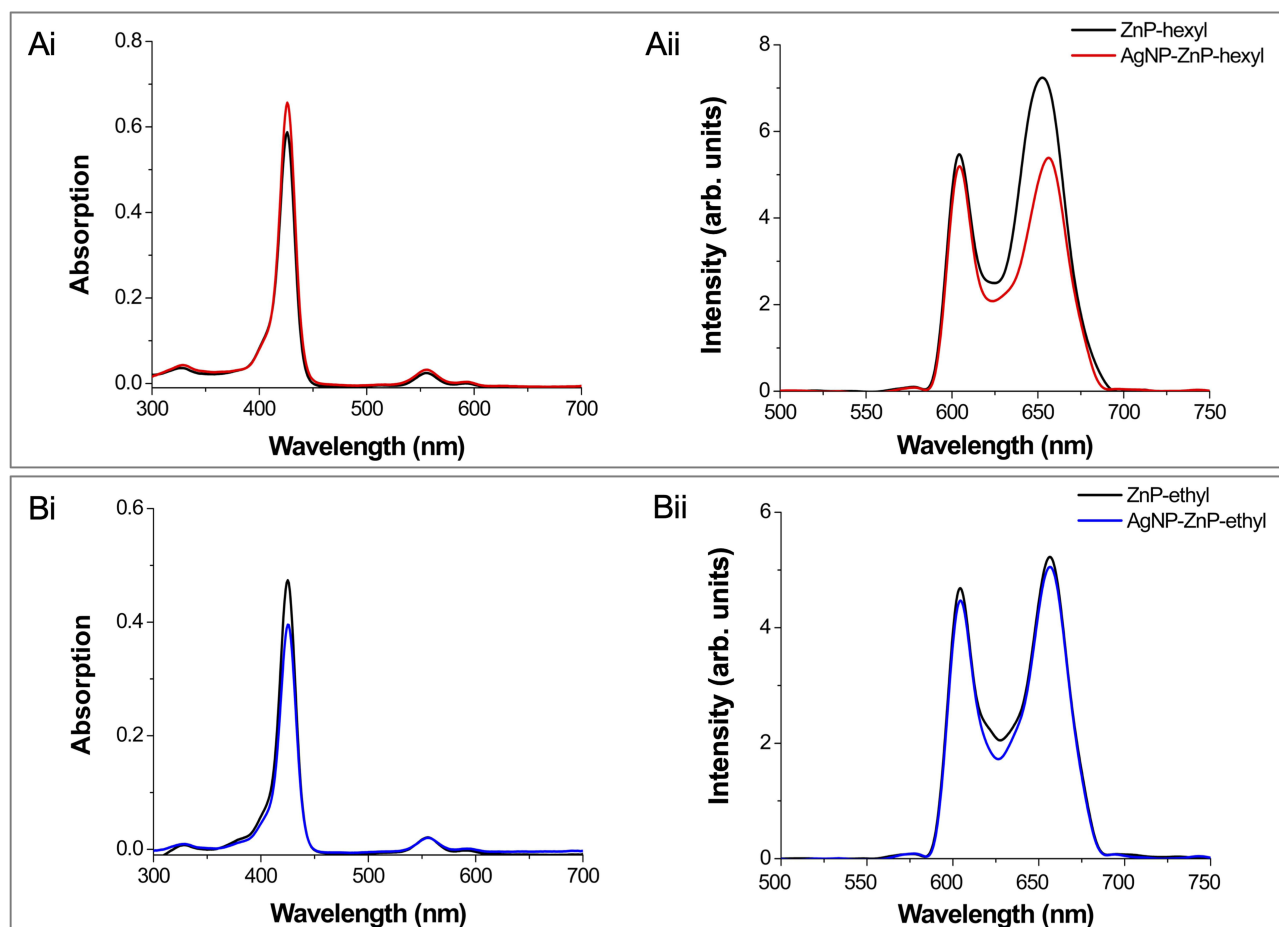 Ai
0.8
0.6
0.4
0.2
0.0
Absorption
300 400 500 600 700
Wavelength (nm)
Aii
ZnP-hexyl
AgNP-ZnP-hexyl
8
6
4
2
0
Intensity (arb. units)
500 550 600 650 700 750
Wavelength (nm)
Bi
0.6
0.4
0.2
0.0
Absorption
300 400 500 600 700
Wavelength (nm)
Bii
ZnP-ethyl
AgNP-ZnP-ethyl
6
4
2
0
Intensity (arb. units)
500 550 600 650 700 750
Wavelength (nm)